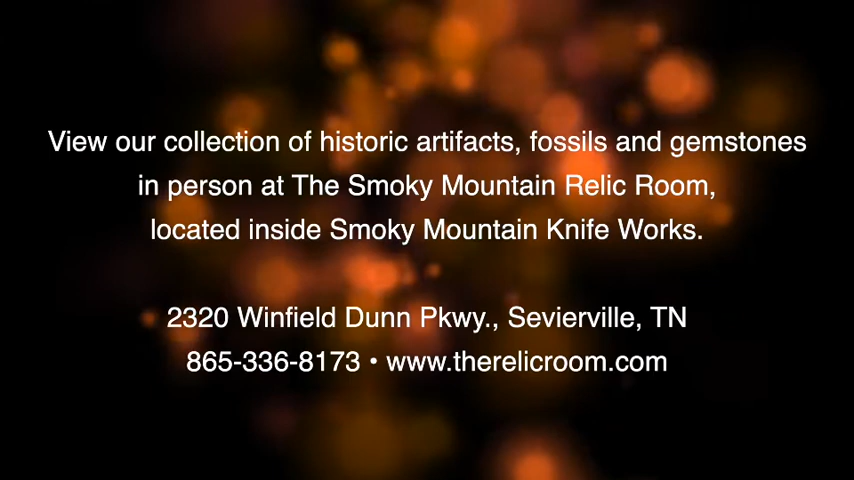 View our collection of historic artifacts, fossils and gemstones
in person at The Smoky Mountain Relic Room,
located inside Smoky Mountain Knife Works.
2320 Winfield Dunn Pkwy., Sevierville, TN
865-336-8173 • www.therelicroom.com